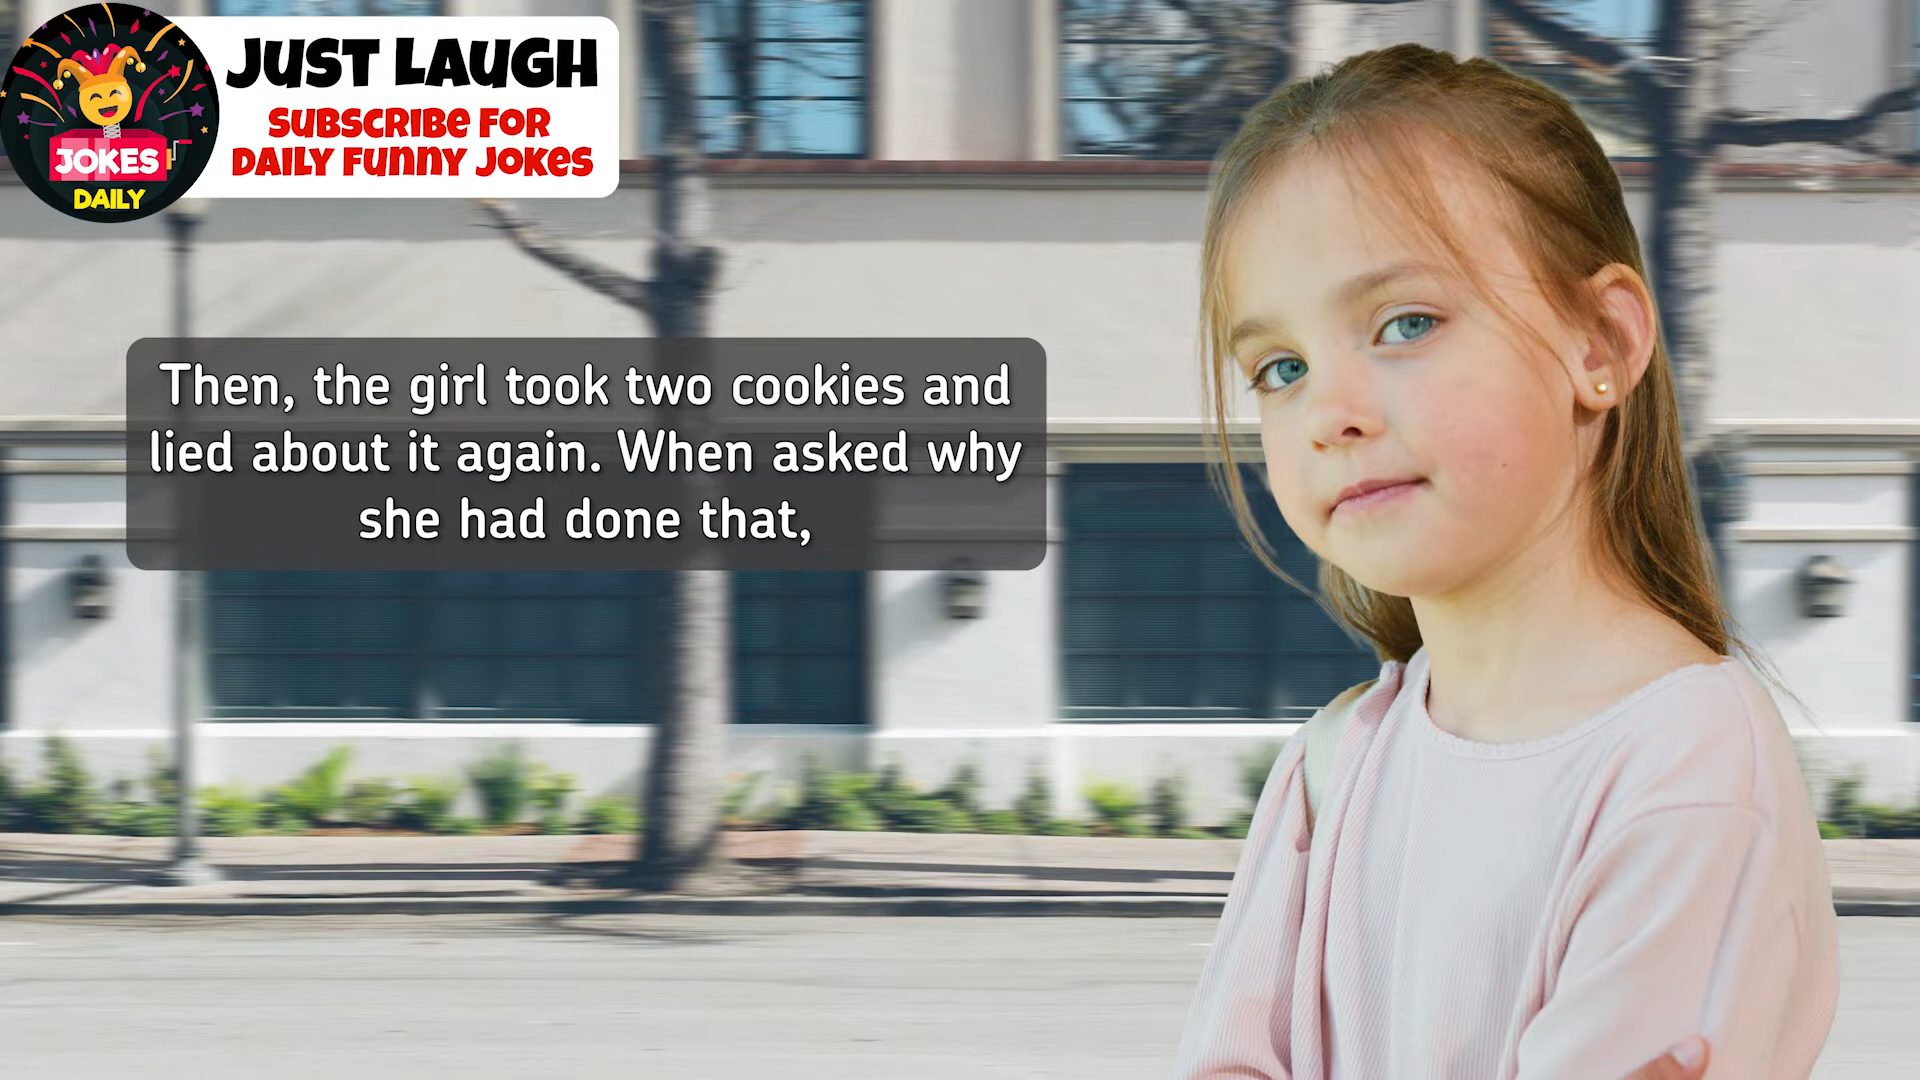 JOKES
DAILY
JUST LAUGH
SUBSCRIBE FOR
DAILY FUNNY JOKES
Then, the girl took two cookies and
lied about it again. When asked why
she had done that,